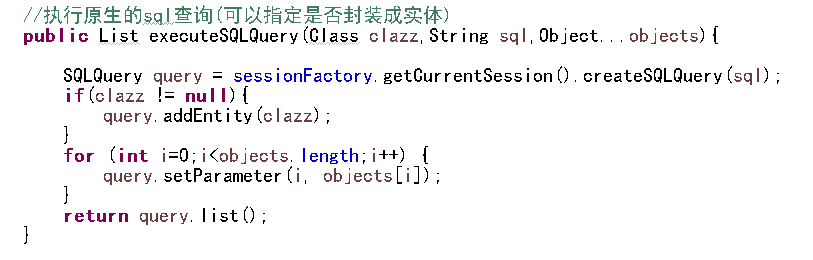 //执行原生的sql查询(可以指定是否封装成实体)
public List executeSQLQuery(Class clazz,String sql,Object...objects){
SQLQuery query = sessionFactory.getCurrentSession().createSQLQuery(sql);
if(clazz != null){
query.addEntity(clazz);
}
for (int i=0;i<objects.length;i++) {
query.setParameter(i, objects[i]);
}
return query.list();
}